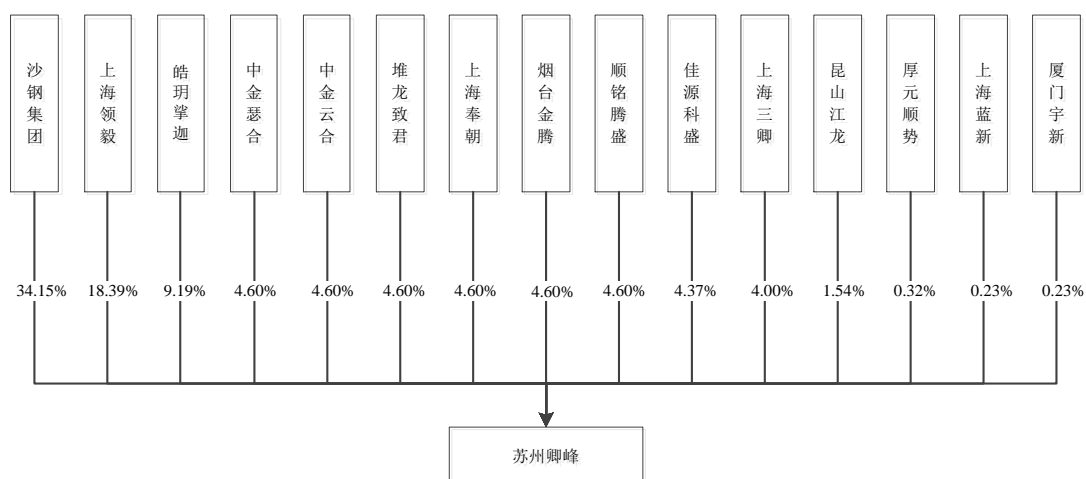 沙钢集团
上海领毅
皓玥挲迦
中金瑟合
中金云合
堆龙致君
上海奉朝
烟台金腾
顺铭腾盛
佳源科盛
上海三卿
昆山江龙
厚元顺势
上海蓝新
厦门宇新
34.15%
18.39%
9.19%
4.60%
4.60%
4.60%
4.60%
4.60%
4.60%
4.37%
4.00%
1.54%
0.32%
0.23%
0.23%
苏州卿峰